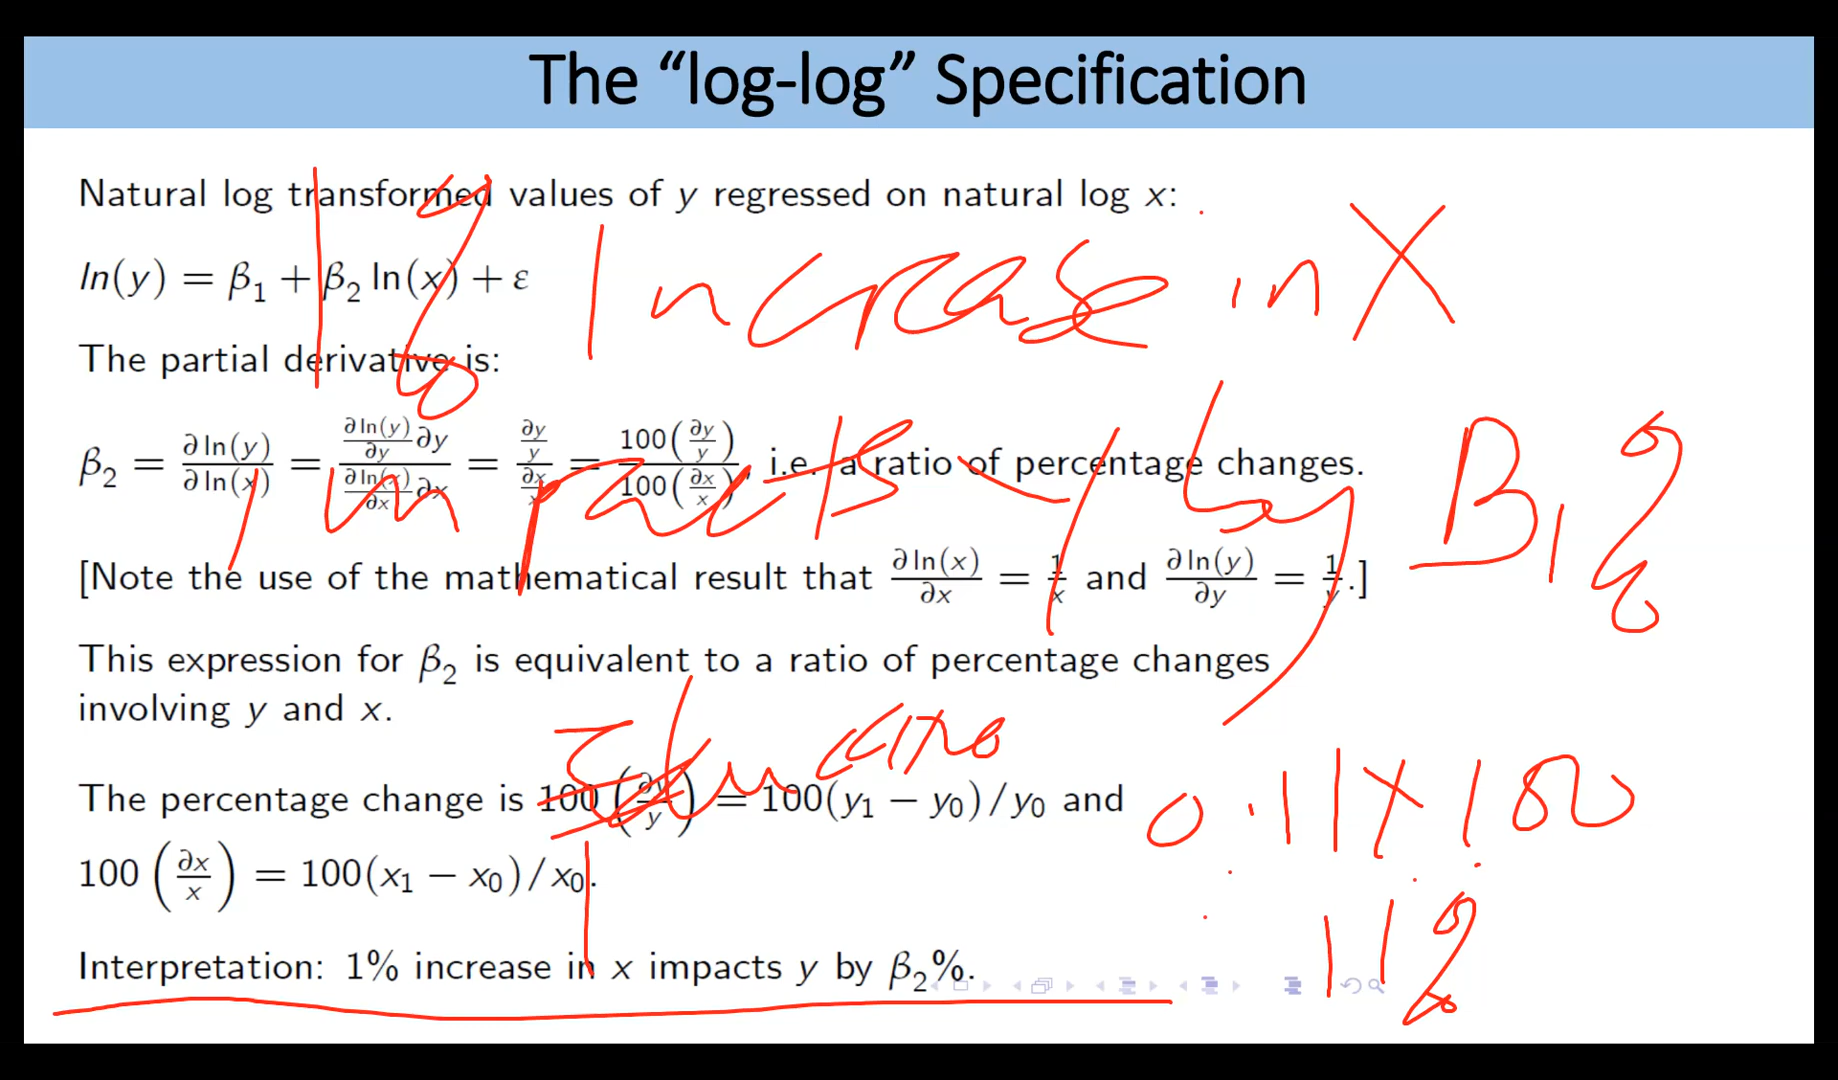 The “log-log” Specification
Natural log transformed values of y regressed on natural log x:
1% Increase in X
ln(y) = β₁ + β₂ ln(x) + ε
The partial derivative is:
β₂ = ∂ ln(y) / ∂ ln(x) = (∂ ln(y)/∂y ∂y) / (∂ ln(x)/∂x ∂x) = (∂y/y) / (∂x/x) = 100(∂y/y) / 100(∂x/x), i.e. a ratio of percentage changes.
Impacts y by B1%
[Note the use of the mathematical result that ∂ ln(x)/∂x = 1/x and ∂ ln(y)/∂y = 1/y.]
This expression for β₂ is equivalent to a ratio of percentage changes
involving y and x.
The percentage change is 100(∂y/y) = 100(y₁ − y₀)/y₀ and
0.11 X 100
100(∂x/x) = 100(x₁ − x₀)/x₀.
11%
Interpretation: 1% increase in x impacts y by β₂%.